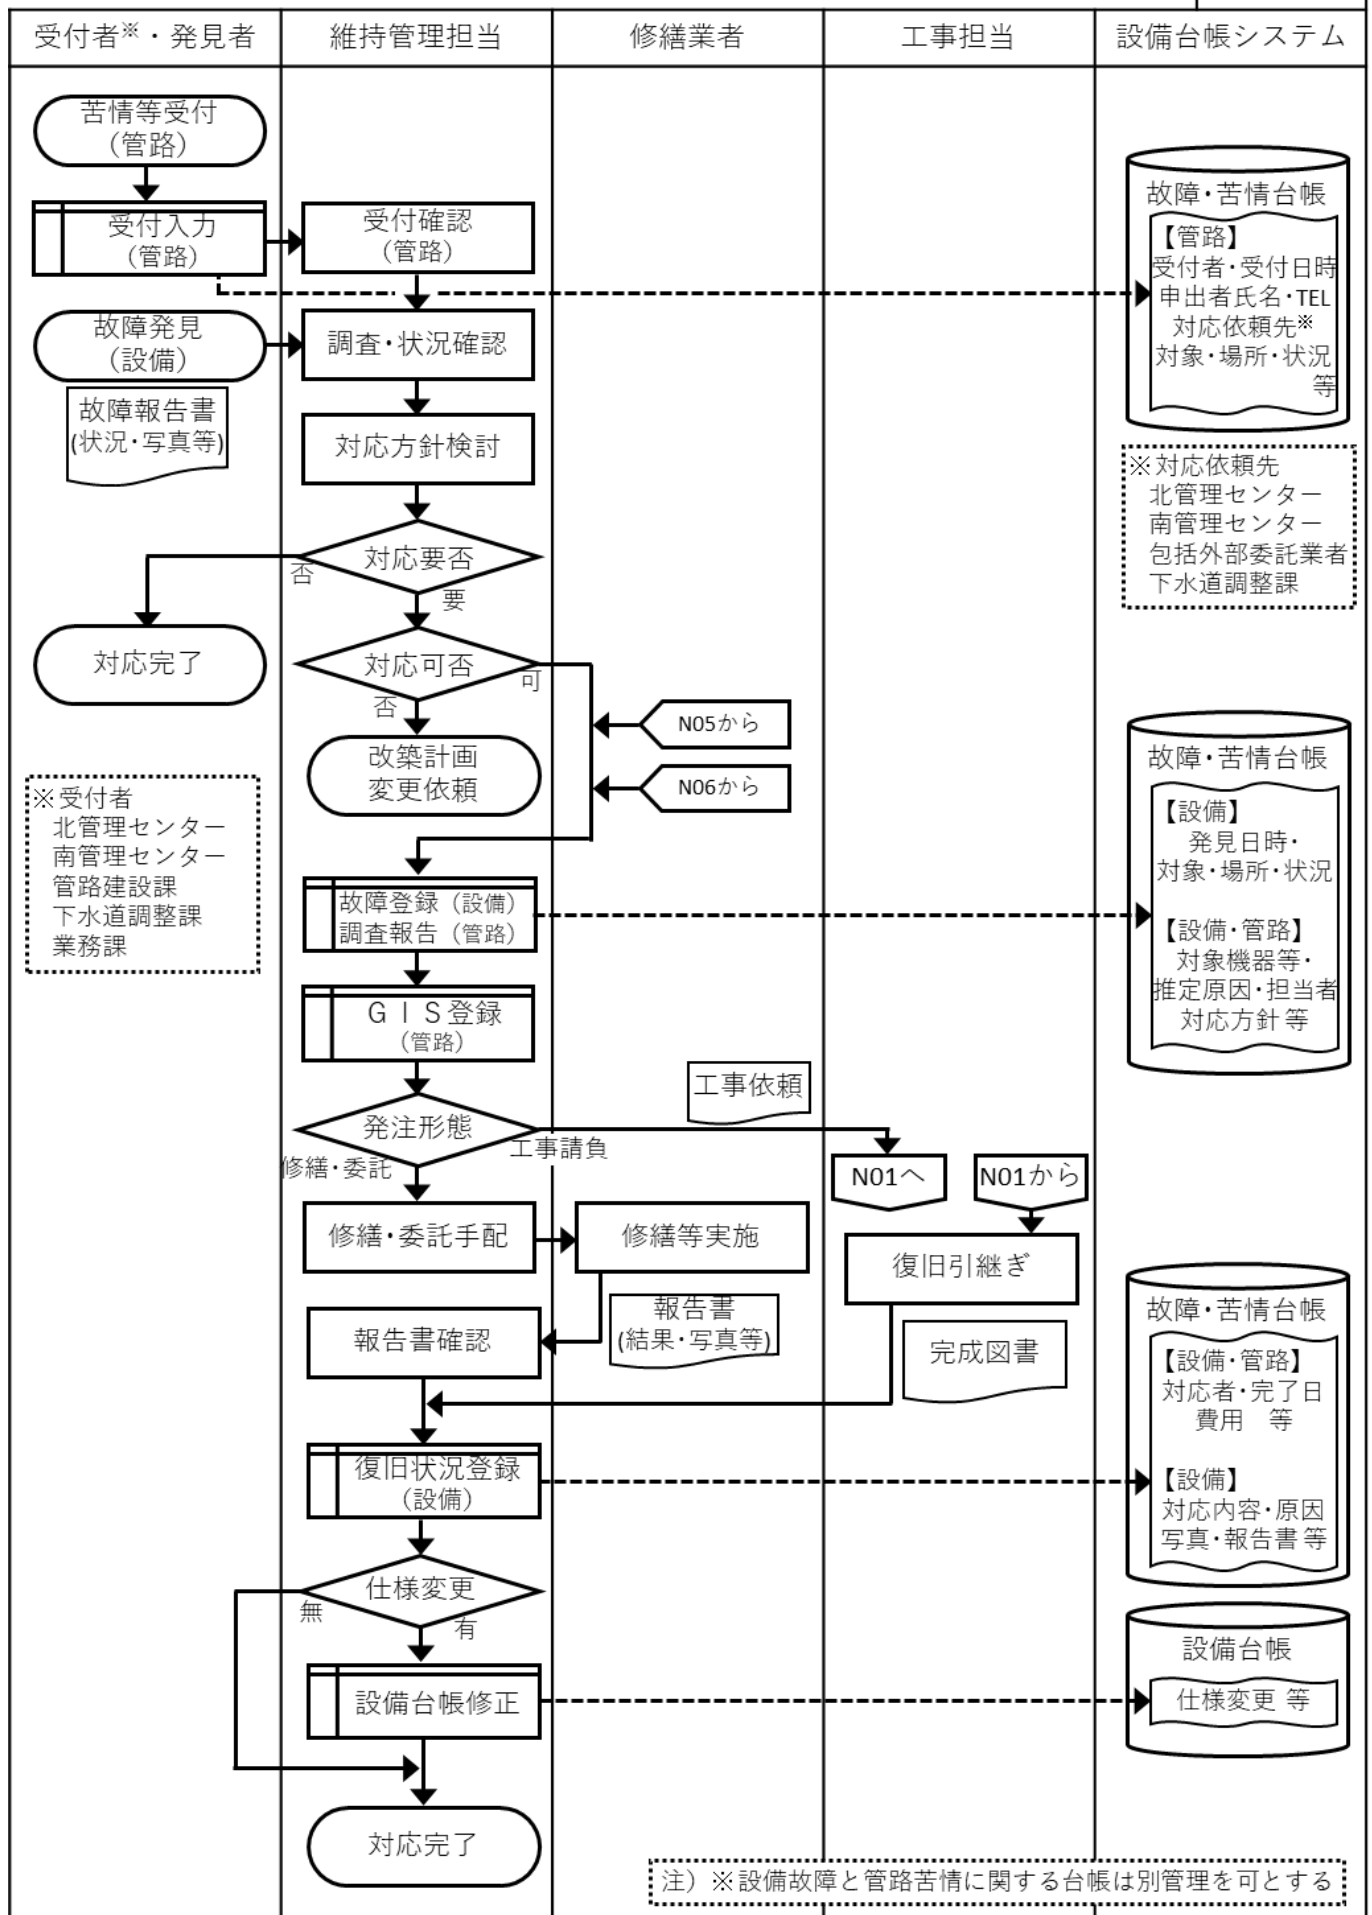 受付者※・発見者
維持管理担当
修繕業者
工事担当
設備台帳システム
苦情等受付
（管路）
受付入力
（管路）
受付確認
（管路）
故障発見
（設備）
調査・状況確認
故障報告書
(状況・写真等)
対応方針検討
対応要否
否
要
対応完了
対応可否
可
否
改築計画
変更依頼
N05から
N06から
※受付者
北管理センター
南管理センター
管路建設課
下水道調整課
業務課
故障登録（設備）
調査報告（管路）
ＧＩＳ登録
（管路）
発注形態
修繕・委託
工事請負
工事依頼
N01へ
N01から
修繕・委託手配
修繕等実施
復旧引継ぎ
報告書確認
報告書
(結果・写真等)
完成図書
復旧状況登録
（設備）
仕様変更
無
有
設備台帳修正
対応完了
故障・苦情台帳
【管路】
受付者・受付日時
申出者氏名・TEL
対応依頼先※
対象・場所・状況
等
※対応依頼先
北管理センター
南管理センター
包括外部委託業者
下水道調整課
故障・苦情台帳
【設備】
発見日時・
対象・場所・状況
【設備・管路】
対象機器等・
推定原因・担当者
対応方針 等
故障・苦情台帳
【設備・管路】
対応者・完了日
費用　等
【設備】
対応内容・原因
写真・報告書 等
設備台帳
仕様変更 等
注）※設備故障と管路苦情に関する台帳は別管理を可とする